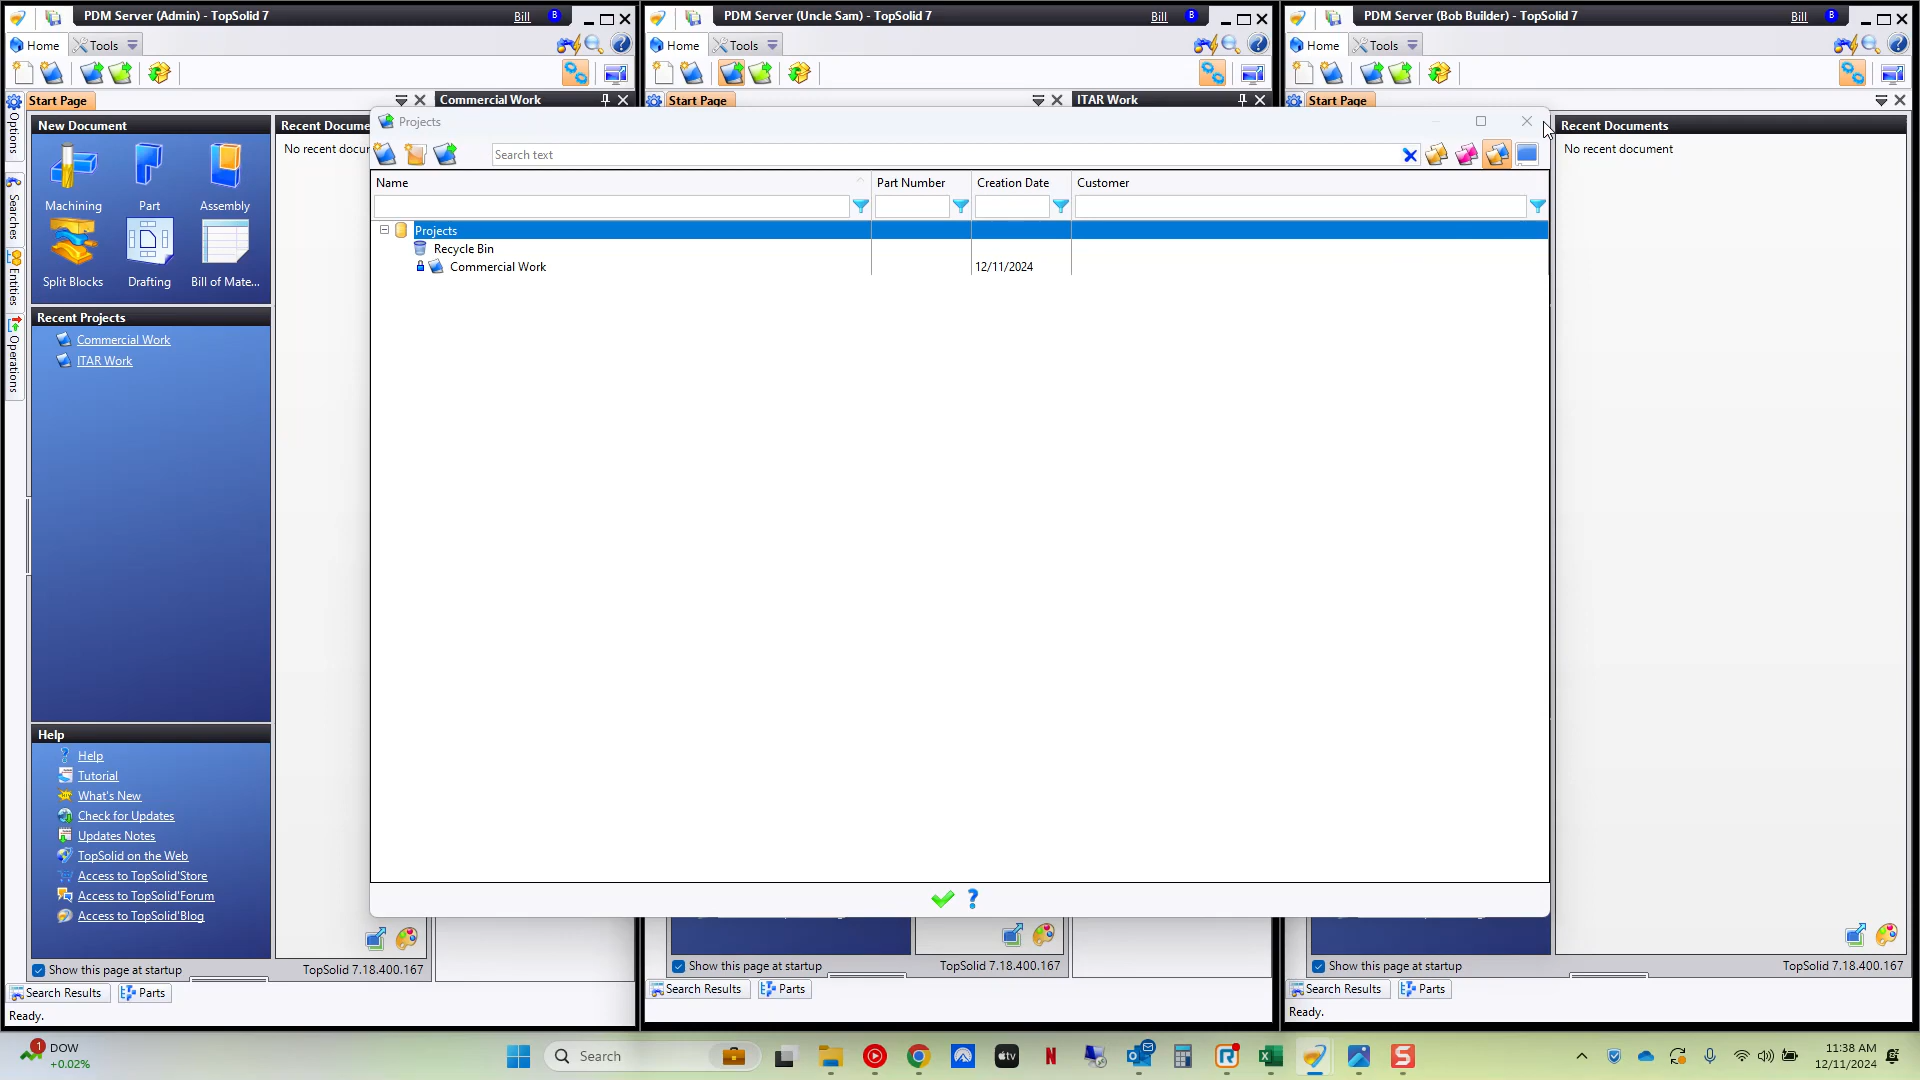 PDM Server (Admin) - TopSolid 7
Bill
B
Home
Tools
Start Page
Commercial Work
Options
Searches
Entities
Operations
New Document
Machining
Part
Assembly
Split Blocks
Drafting
Bill of Mate...
Recent Projects
Commercial Work
ITAR Work
Help
Help
Tutorial
What's New
Check for Updates
Updates Notes
TopSolid on the Web
Access to TopSolid'Store
Access to TopSolid'Forum
Access to TopSolid'Blog
Show this page at startup
TopSolid 7.18.400.167
Search Results
Parts
Ready.
No recent docur
PDM Server (Uncle Sam) - TopSolid 7
Bill
B
Home
Tools
Start Page
ITAR Work
Projects
Search text
Name
Part Number
Creation Date
Customer
Projects
Recycle Bin
Commercial Work
12/11/2024
?
Show this page at startup
TopSolid 7.18.400.167
Search Results
Parts
PDM Server (Bob Builder) - TopSolid 7
Bill
B
Home
Tools
Start Page
Recent Documents
No recent document
Show this page at startup
TopSolid 7.18.400.167
Search Results
Parts
Ready.
1
DOW
+0.02%
Search
11:38 AM
12/11/2024